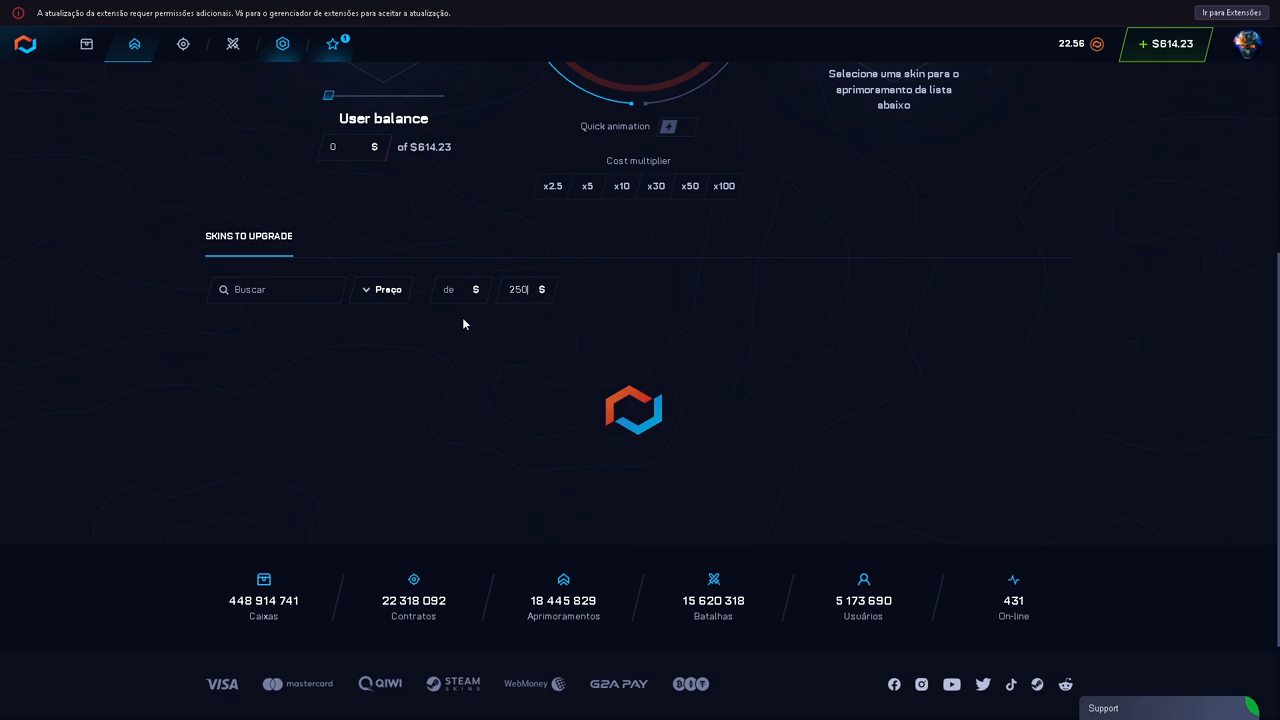 A atualização da extensão requer permissões adicionais. Vá para o gerenciador de extensões para aceitar a atualização.
Ir para Extensões
1
22.56
+ $614.23
Selecione uma skin para o
aprimoramento da lista
abaixo
User balance
0 $ of $614.23
Quick animation
Cost multiplier
x2.5 x5 x10 x30 x50 x100
SKINS TO UPGRADE
Buscar
Preço
de $
250 $
448 914 741
Caixas
22 318 092
Contratos
18 445 829
Aprimoramentos
15 620 318
Batalhas
5 173 690
Usuários
431
On-line
VISA
mastercard
QIWI
STEAM
SKINS
WebMoney
G2A PAY
Support